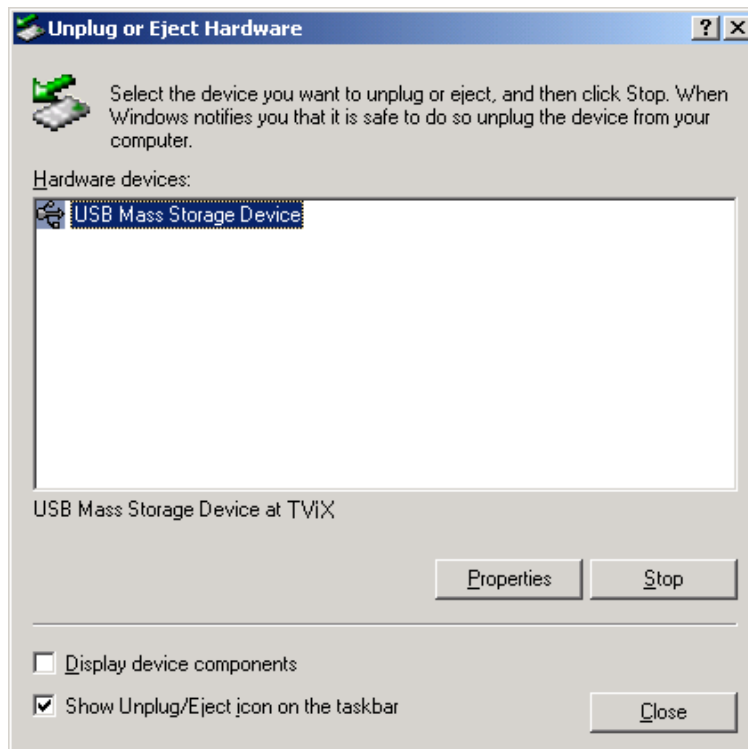 Unplug or Eject Hardware
Select the device you want to unplug or eject, and then click Stop. When
Windows notifies you that it is safe to do so unplug the device from your
computer.
Hardware devices:
USB Mass Storage Device
USB Mass Storage Device at TViX
Properties
Stop
Display device components
Show Unplug/Eject icon on the taskbar
Close